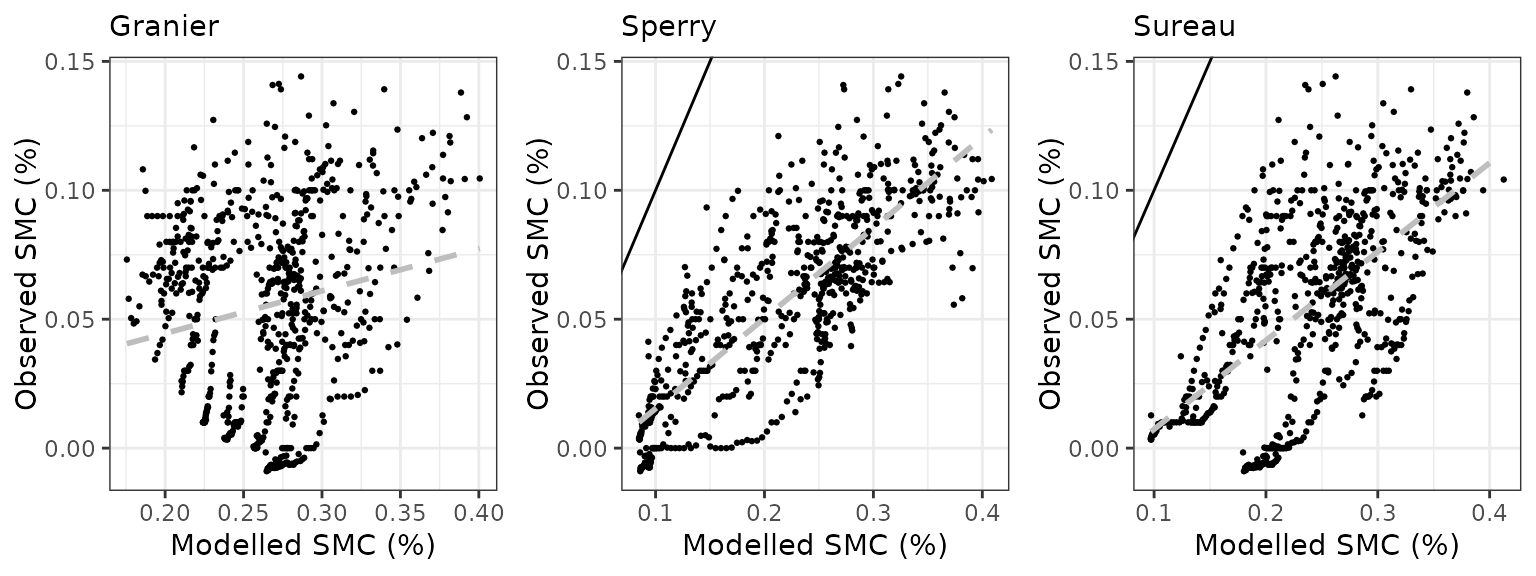 Granier
Sperry
Sureau
0.15
0.10
0.05
0.00
Observed SMC (%)
0.20 0.25 0.30 0.35 0.40
Modelled SMC (%)
0.15
0.10
0.05
0.00
Observed SMC (%)
0.1 0.2 0.3 0.4
Modelled SMC (%)
0.15
0.10
0.05
0.00
Observed SMC (%)
0.1 0.2 0.3 0.4
Modelled SMC (%)